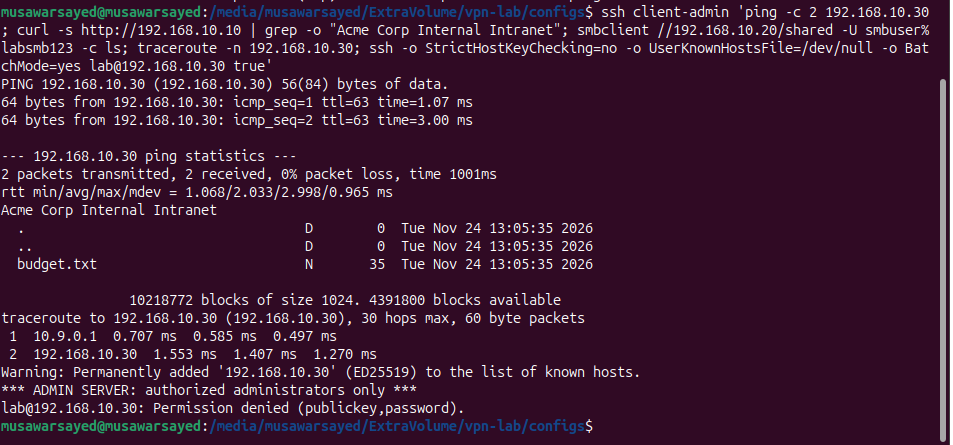 musawarsayed@musawarsayed:/media/musawarsayed/ExtraVolume/vpn-lab/configs$ ssh client-admin 'ping -c 2 192.168.10.30
; curl -s http://192.168.10.10 | grep -o "Acme Corp Internal Intranet"; smbclient //192.168.10.20/shared -U smbuser%
labsmb123 -c ls; traceroute -n 192.168.10.30; ssh -o StrictHostKeyChecking=no -o UserKnownHostsFile=/dev/null -o Bat
chMode=yes lab@192.168.10.30 true'
PING 192.168.10.30 (192.168.10.30) 56(84) bytes of data.
64 bytes from 192.168.10.30: icmp_seq=1 ttl=63 time=1.07 ms
64 bytes from 192.168.10.30: icmp_seq=2 ttl=63 time=3.00 ms

--- 192.168.10.30 ping statistics ---
2 packets transmitted, 2 received, 0% packet loss, time 1001ms
rtt min/avg/max/mdev = 1.068/2.033/2.998/0.965 ms
Acme Corp Internal Intranet
  .                                   D        0  Tue Nov 24 13:05:35 2026
  ..                                  D        0  Tue Nov 24 13:05:35 2026
  budget.txt                          N       35  Tue Nov 24 13:05:35 2026

                10218772 blocks of size 1024. 4391800 blocks available
traceroute to 192.168.10.30 (192.168.10.30), 30 hops max, 60 byte packets
 1  10.9.0.1  0.707 ms  0.585 ms  0.497 ms
 2  192.168.10.30  1.553 ms  1.407 ms  1.270 ms
Warning: Permanently added '192.168.10.30' (ED25519) to the list of known hosts.
*** ADMIN SERVER: authorized administrators only ***
lab@192.168.10.30: Permission denied (publickey,password).
musawarsayed@musawarsayed:/media/musawarsayed/ExtraVolume/vpn-lab/configs$